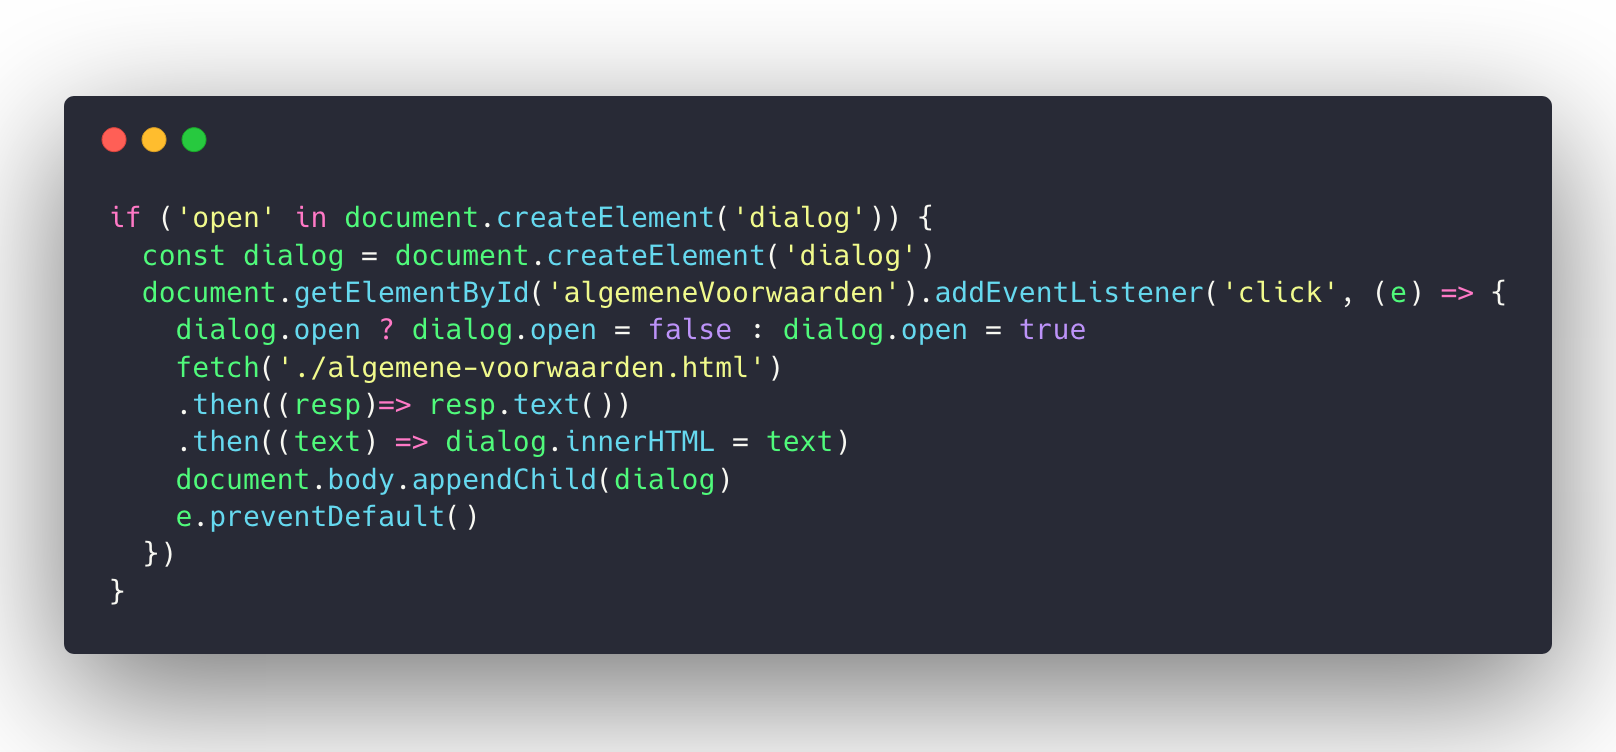 if ('open' in document.createElement('dialog')) {
  const dialog = document.createElement('dialog')
  document.getElementById('algemeneVoorwaarden').addEventListener('click', (e) => {
    dialog.open ? dialog.open = false : dialog.open = true
    fetch('./algemene-voorwaarden.html')
    .then((resp)=> resp.text())
    .then((text) => dialog.innerHTML = text)
    document.body.appendChild(dialog)
    e.preventDefault()
  })
}